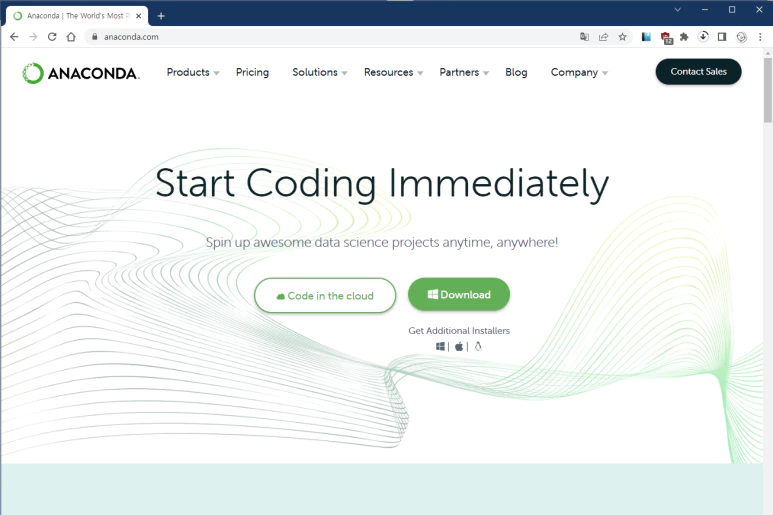 Anaconda | The World's Most P
anaconda.com
12
ANACONDA.
Products Pricing Solutions Resources Partners Blog Company Contact Sales
Start Coding Immediately
Spin up awesome data science projects anytime, anywhere!
Code in the cloud Download
Get Additional Installers
| |